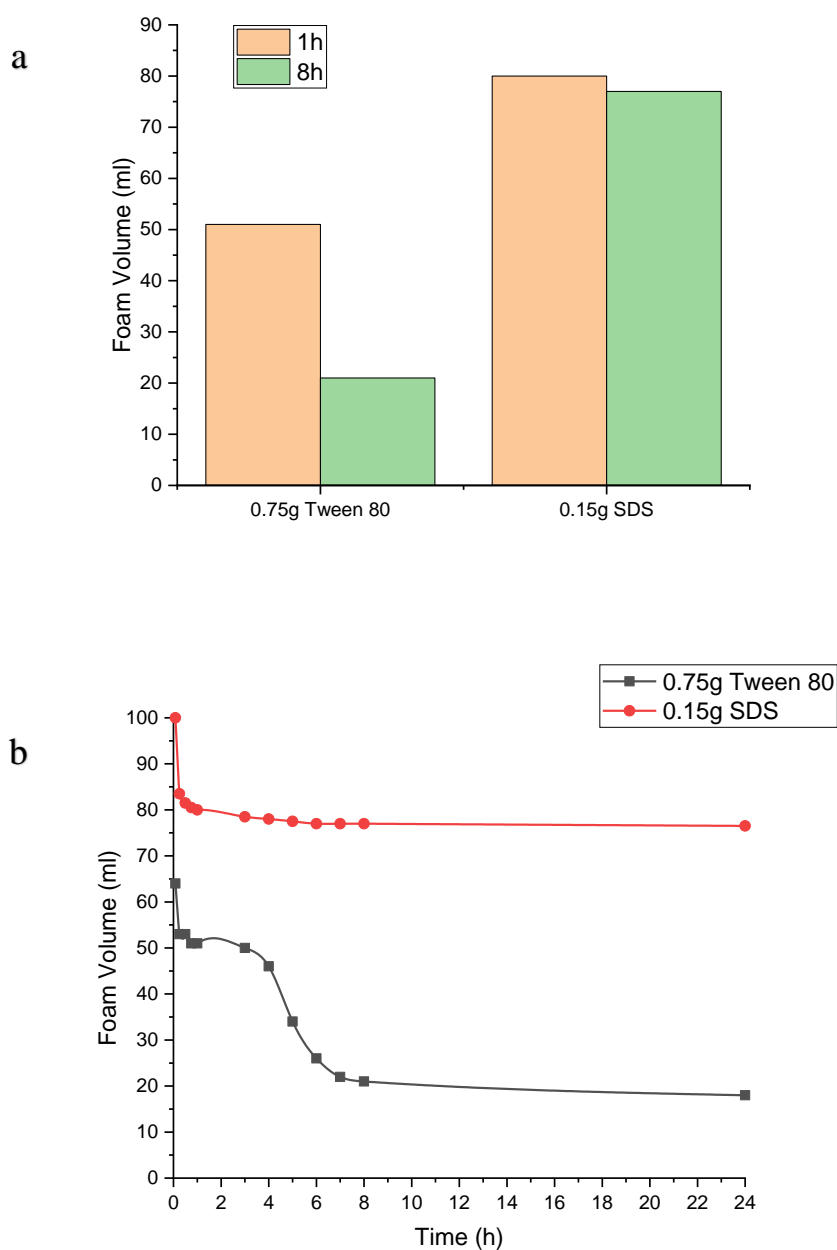 a
1h
8h
90
80
70
60
50
40
30
20
10
0
Foam Volume (ml)
0.75g Tween 80 0.15g SDS
b
0.75g Tween 80
0.15g SDS
100
90
80
70
60
50
40
30
20
10
0
Foam Volume (ml)
0 2 4 6 8 10 12 14 16 18 20 22 24
Time (h)